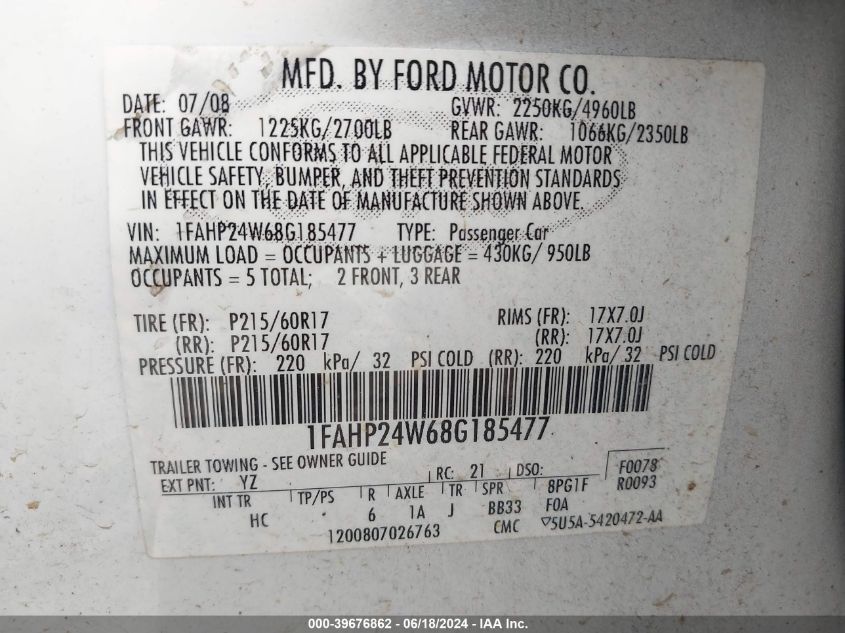 MFD. BY FORD MOTOR CO.
DATE: 07/08 GVWR: 2250KG/4960LB
FRONT GAWR: 1225KG/2700LB REAR GAWR: 1066KG/2350LB
THIS VEHICLE CONFORMS TO ALL APPLICABLE FEDERAL MOTOR
VEHICLE SAFETY, BUMPER, AND THEFT PREVENTION STANDARDS
IN EFFECT ON THE DATE OF MANUFACTURE SHOWN ABOVE.
VIN: 1FAHP24W68G185477 TYPE: Passenger Car
MAXIMUM LOAD = OCCUPANTS + LUGGAGE = 430KG/ 950LB
OCCUPANTS = 5 TOTAL; 2 FRONT, 3 REAR
TIRE (FR): P215/60R17 RIMS (FR): 17X7.0J
(RR): P215/60R17 (RR): 17X7.0J
PRESSURE (FR): 220 kPa/ 32 PSI COLD (RR): 220 kPa/ 32 PSI COLD
1FAHP24W68G185477
TRAILER TOWING - SEE OWNER GUIDE
EXT PNT: YZ RC: 21 DSO: F0078
INT TR TP/PS R AXLE TR SPR 8PG1F R0093
HC 6 1A J BB33 F0A
1200807026763 CMC ▽5U5A-5420472-AA
000-39676862 - 06/18/2024 - IAA Inc.